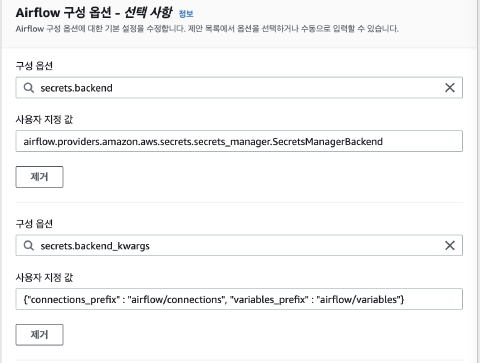 Airflow 구성 옵션 - 선택 사항 정보
Airflow 구성 옵션에 대한 기본 설정을 수정합니다. 제안 목록에서 옵션을 선택하거나 수동으로 입력할 수 있습니다.
구성 옵션
secrets.backend
사용자 지정 값
airflow.providers.amazon.aws.secrets.secrets_manager.SecretsManagerBackend
제거
구성 옵션
secrets.backend_kwargs
사용자 지정 값
{"connections_prefix" : "airflow/connections", "variables_prefix" : "airflow/variables"}
제거